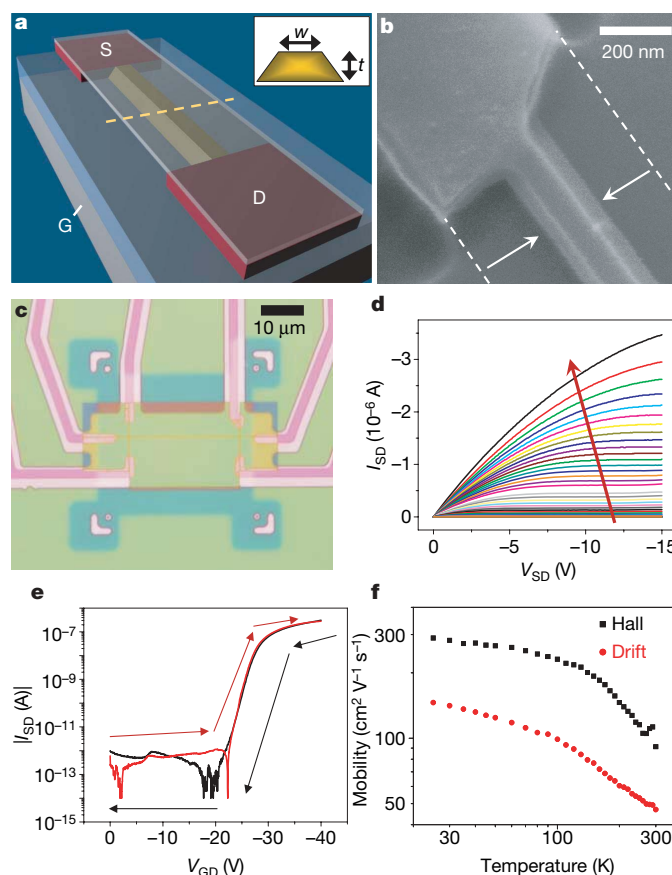 a
S
w
t
D
G
b
200 nm
c
10 μm
d
I_SD (10⁻⁶ A)
−3
−2
−1
0
0
−5
−10
−15
V_SD (V)
e
|I_SD (A)|
10⁻⁷
10⁻⁹
10⁻¹¹
10⁻¹³
10⁻¹⁵
0
−10
−20
−30
−40
V_GD (V)
f
Mobility (cm² V⁻¹ s⁻¹)
300
100
50
Hall
Drift
30
100
300
Temperature (K)